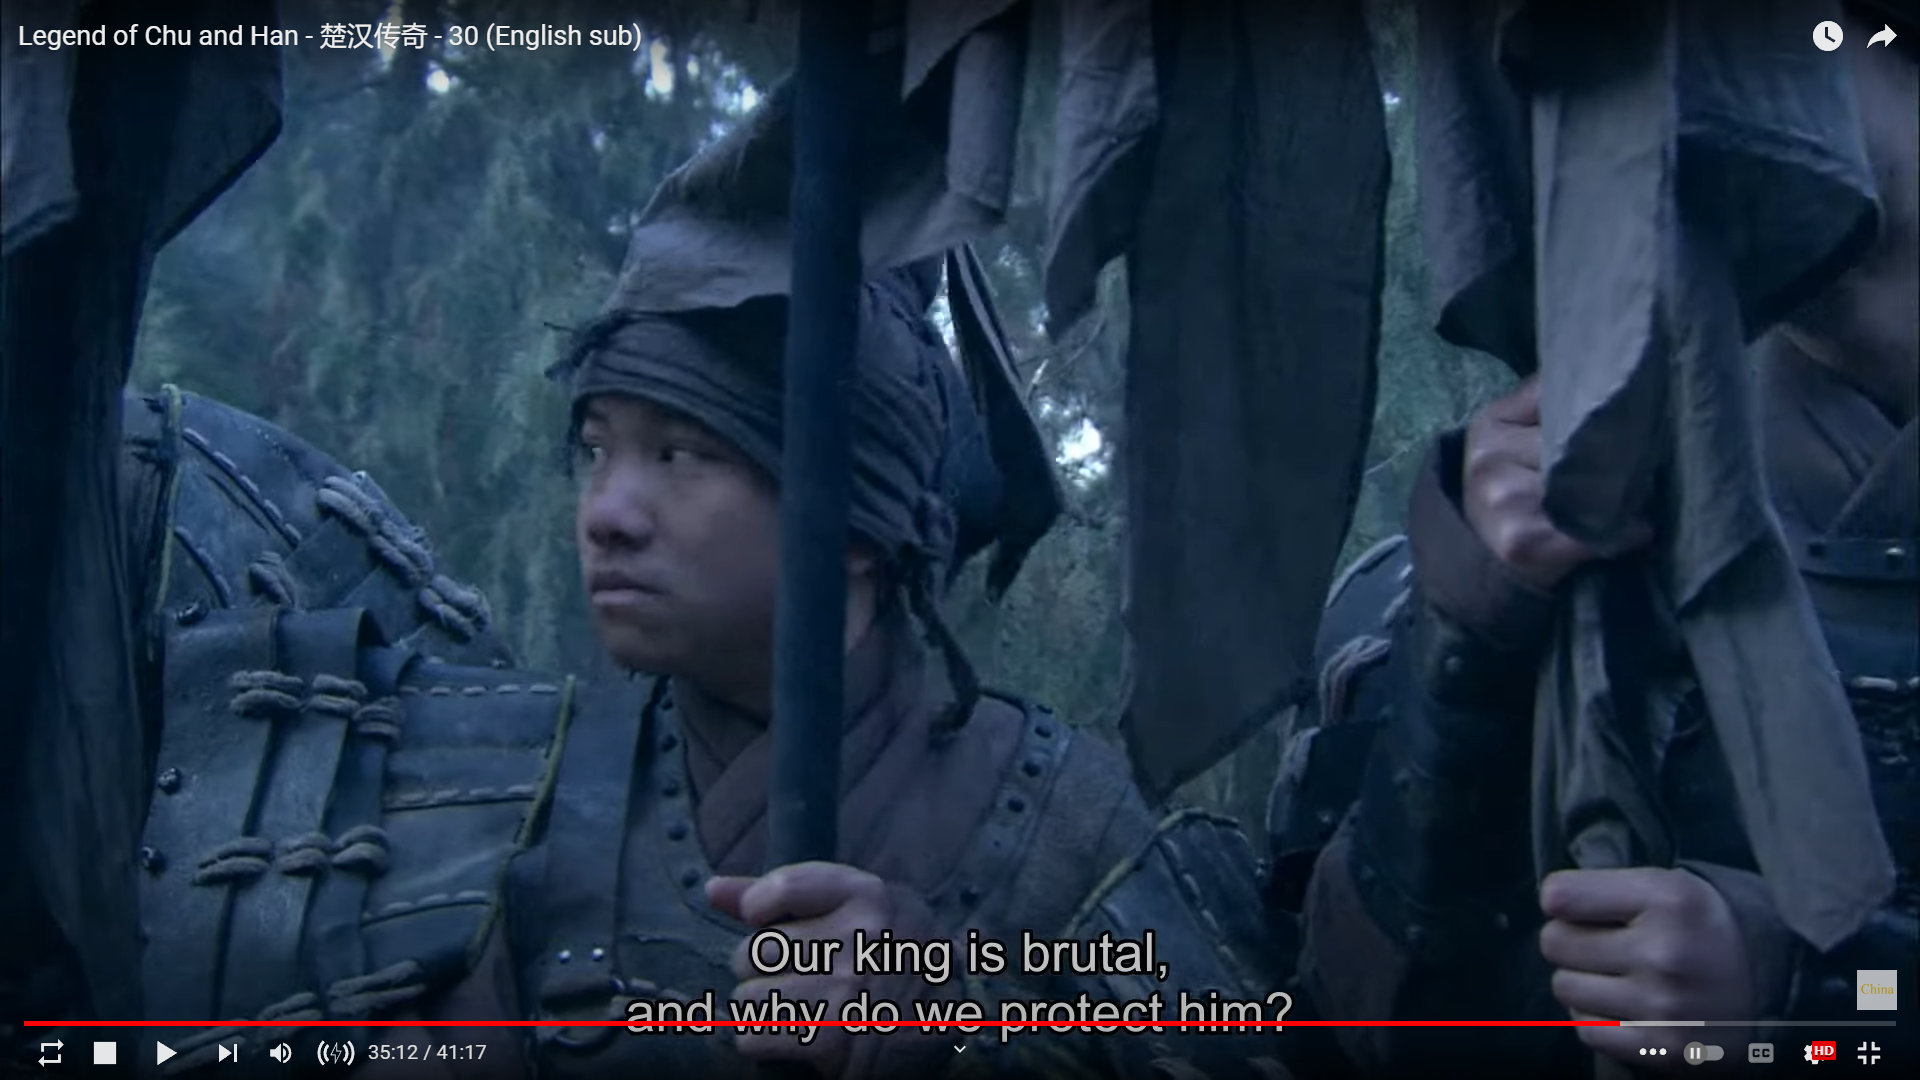 Legend of Chu and Han - 楚汉传奇 - 30 (English sub)
Our king is brutal,
and why do we protect him?
China
35:12 / 41:17
CC
HD